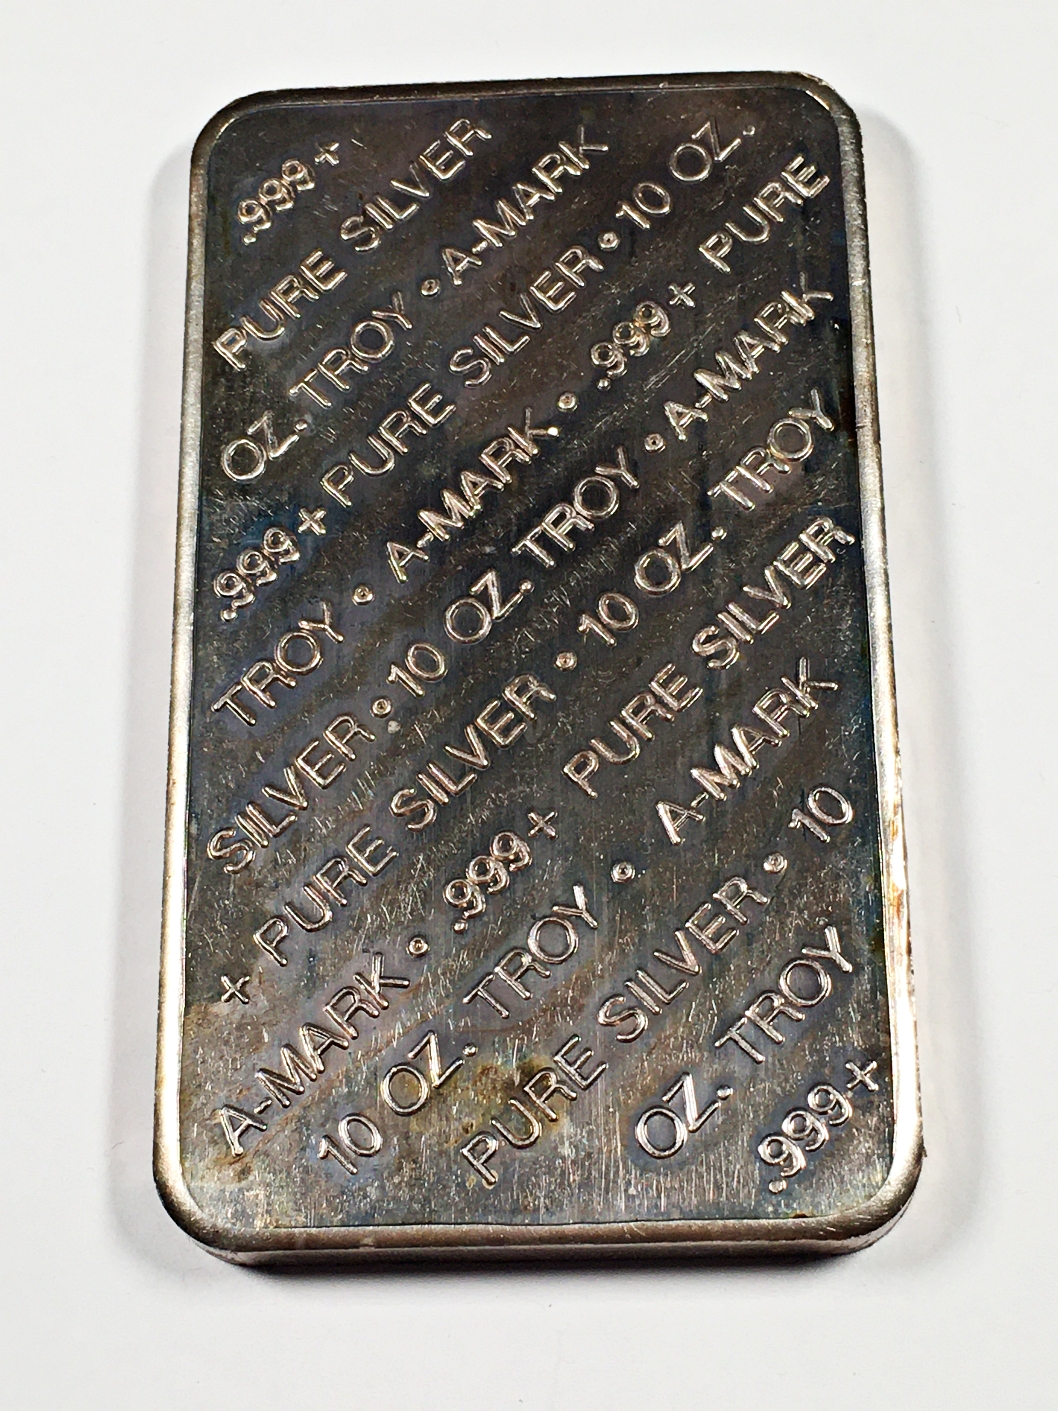 .999+
PURE SILVER
OZ. TROY • A-MARK
.999+ PURE SILVER • 10 OZ.
TROY • A-MARK. • .999+ PURE
SILVER • 10 OZ. TROY • A-MARK
+ PURE SILVER • 10 OZ. TROY
A-MARK • .999+ PURE SILVER
10 OZ. TROY • A-MARK
PURE SILVER • 10
OZ. TROY
.999+